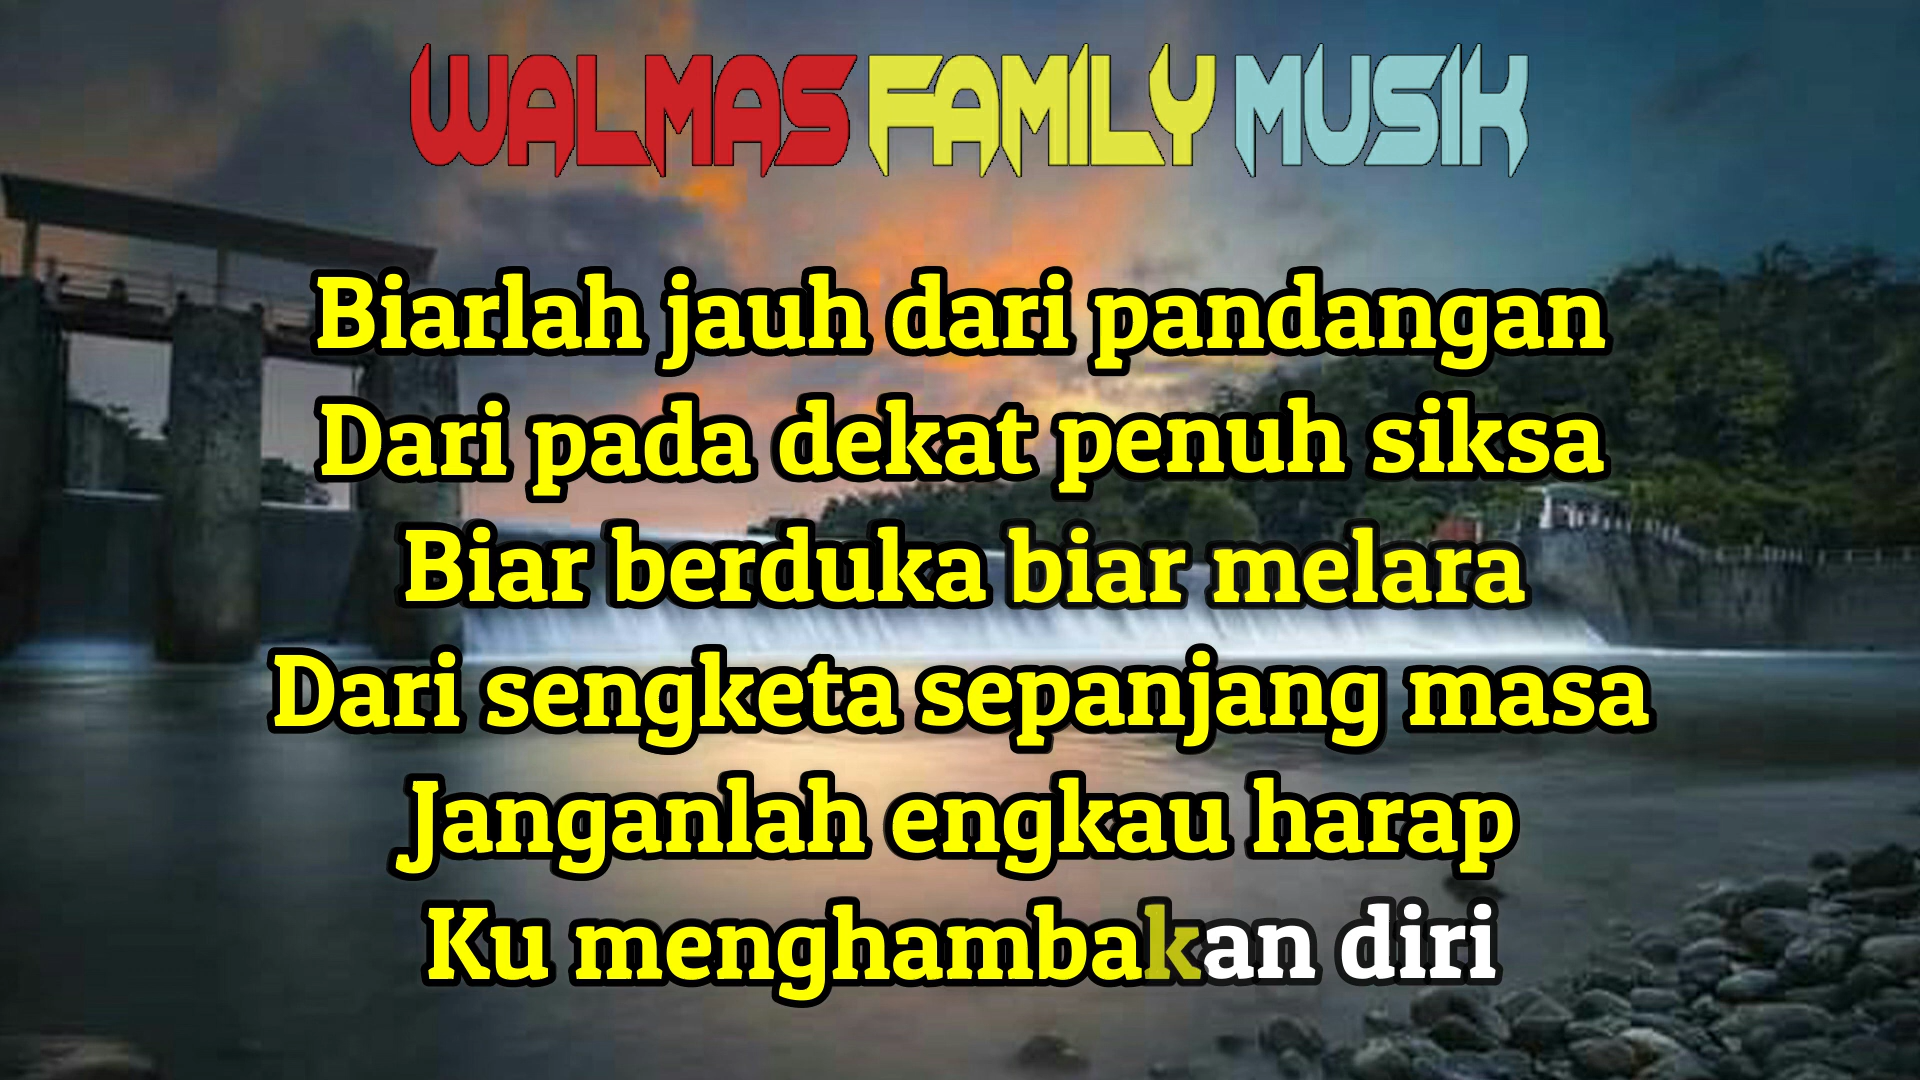 WALMAS FAMILY MUSIK
Biarlah jauh dari pandangan
Dari pada dekat penuh siksa
Biar berduka biar melara
Dari sengketa sepanjang masa
Janganlah engkau harap
Ku menghambakan diri